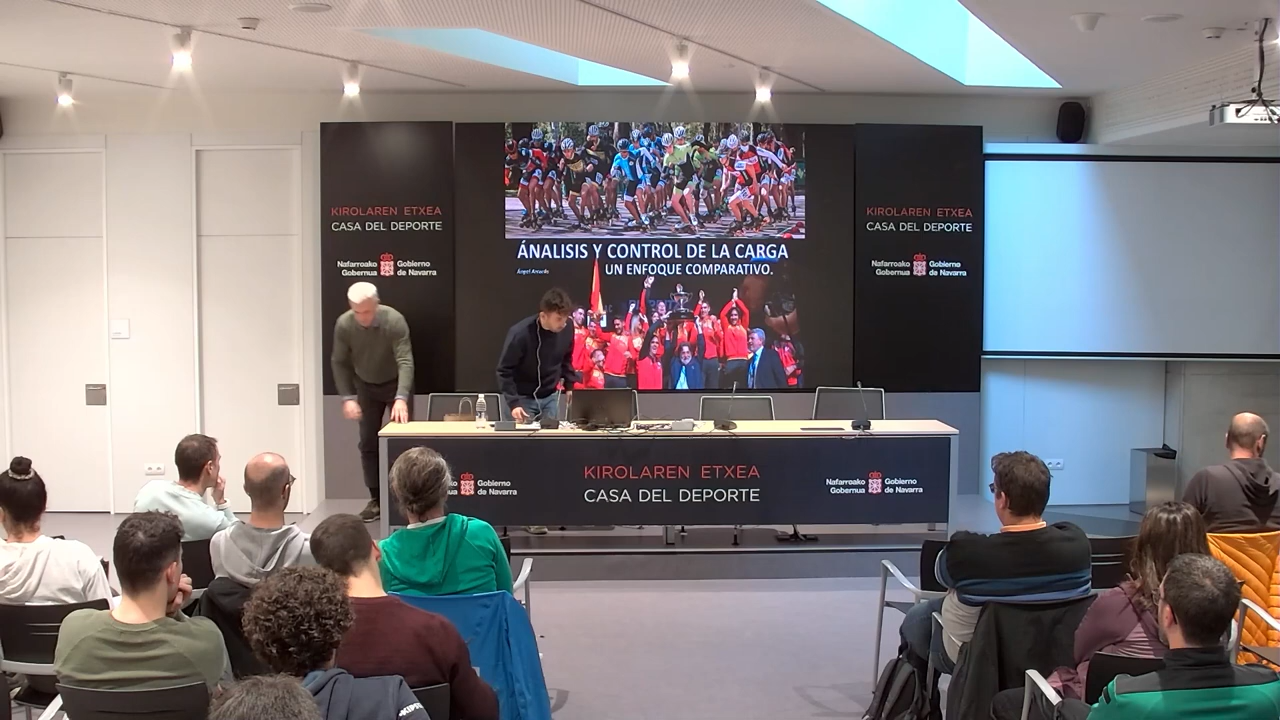 KIROLAREN ETXEA
CASA DEL DEPORTE
Nafarroako Gobernua
Gobierno de Navarra
ÁNALISIS Y CONTROL DE LA CARGA
UN ENFOQUE COMPARATIVO.
KIROLAREN ETXEA
CASA DEL DEPORTE
Nafarroako Gobernua
Gobierno de Navarra
KIROLAREN ETXEA
CASA DEL DEPORTE
Gobierno de Navarra
Nafarroako Gobernua
Gobierno de Navarra